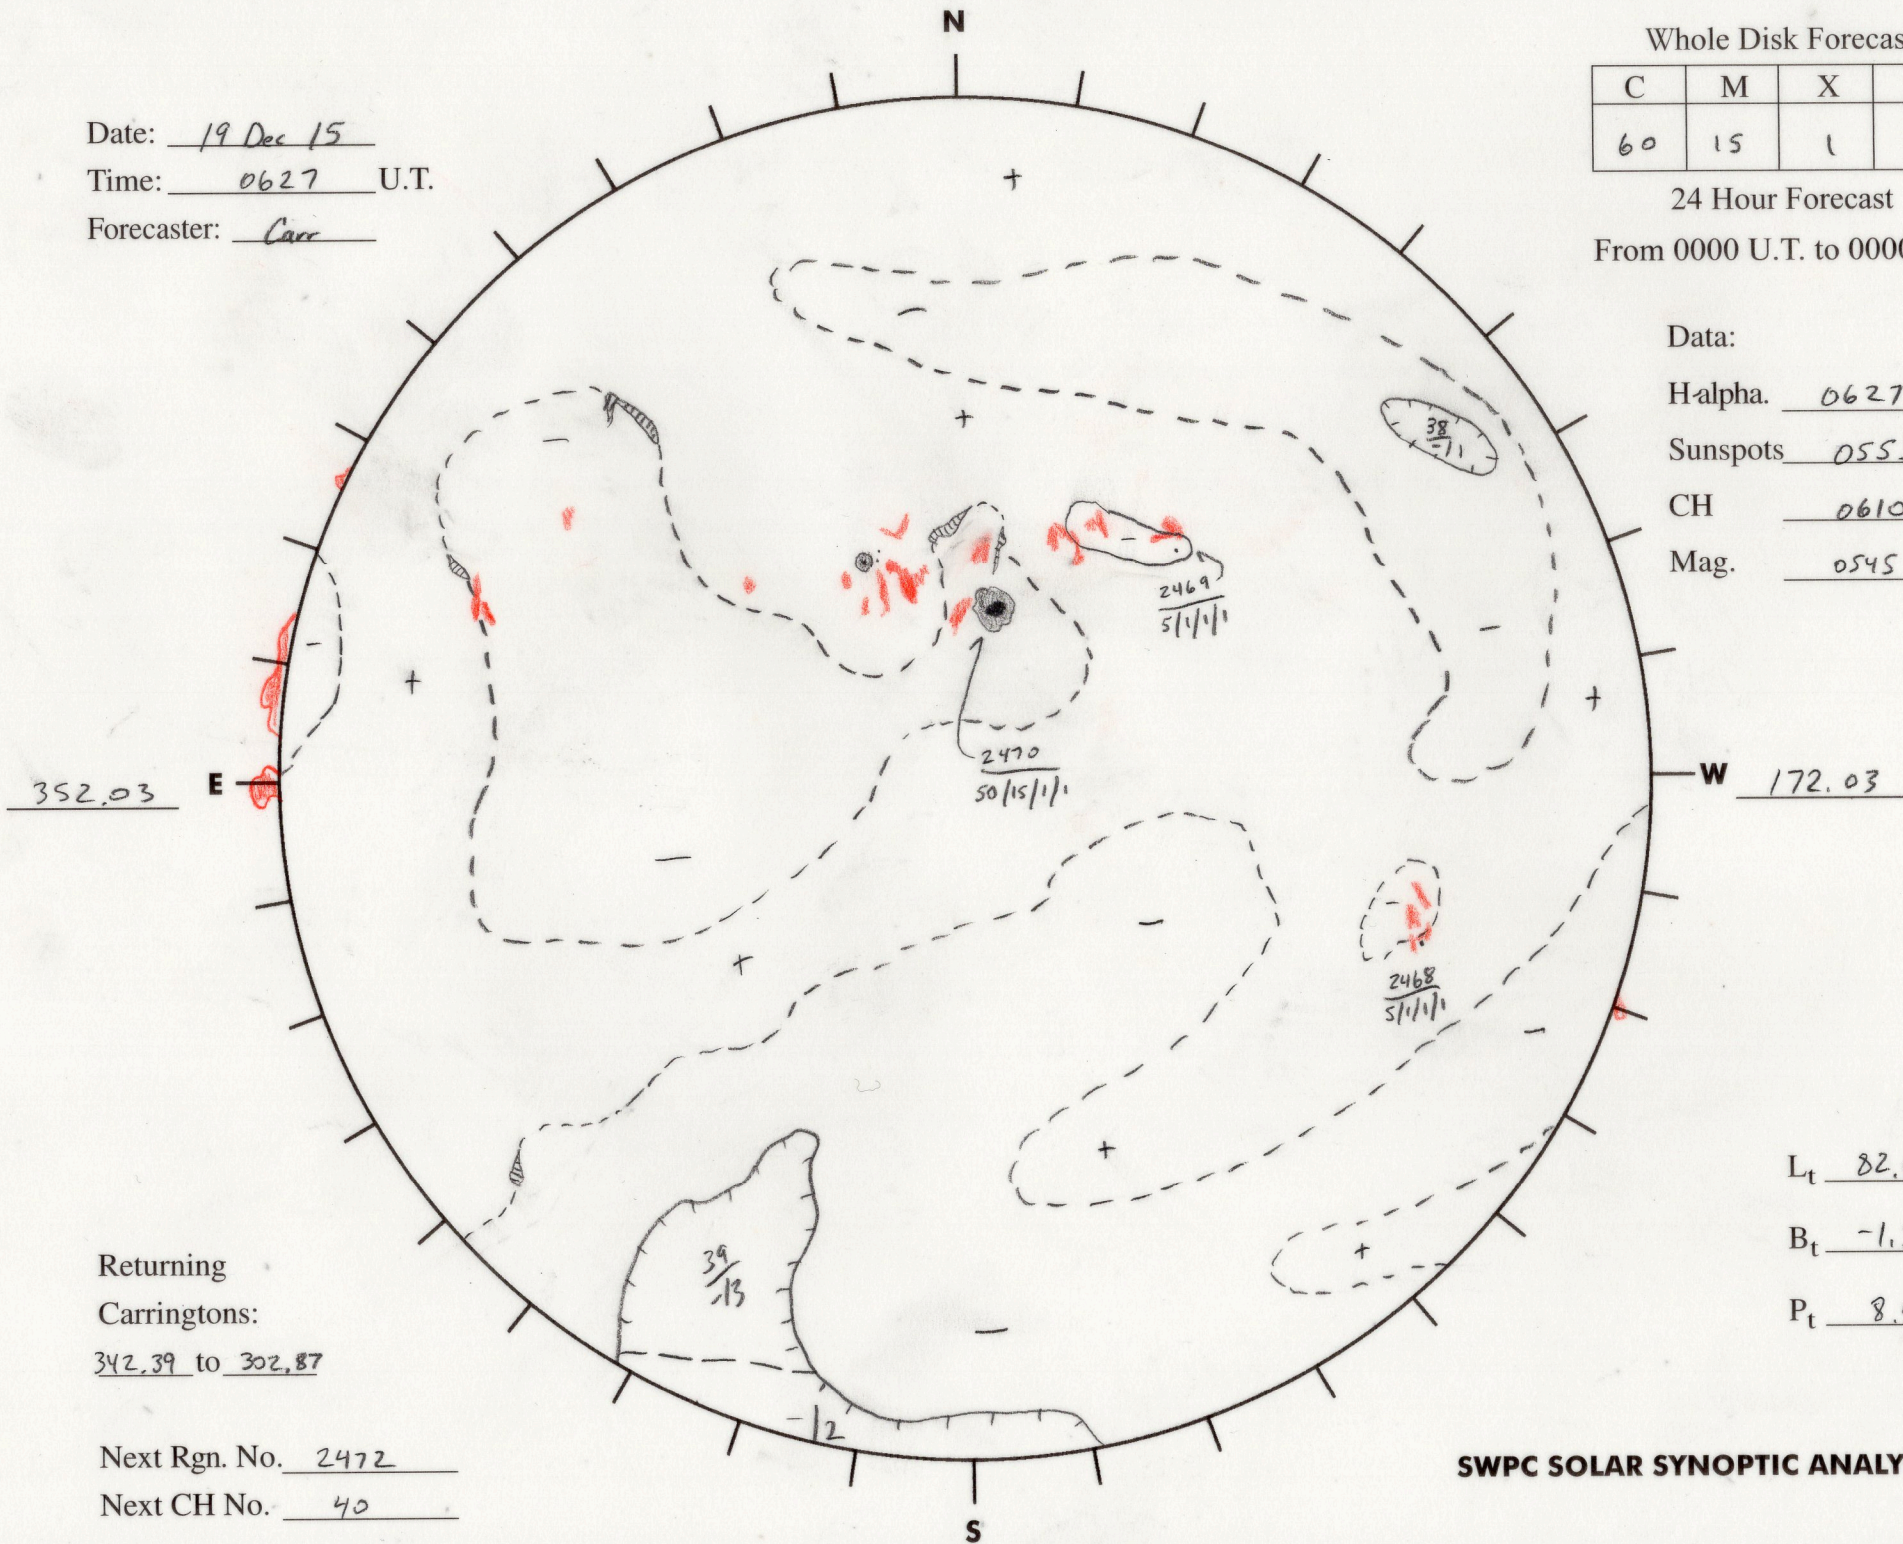 N
Whole Disk Forecas
C M X
60 15 1
24 Hour Forecast
From 0000 U.T. to 0000
Date: 19 Dec 15
Time: 0627 U.T.
Forecaster: Carr
Data:
H-alpha. 0627
Sunspots 055
CH 0610
Mag. 0545
38
-11
2469
5/1/1/1
2470
50/15/1/1
352.03 E
W 172.03
2468
5/1/1/1
39
-13
-12
Lt 82.
Bt -1.
Pt 8.
Returning
Carringtons:
342.39 to 302.87
Next Rgn. No. 2472
Next CH No. 40
SWPC SOLAR SYNOPTIC ANALY
S